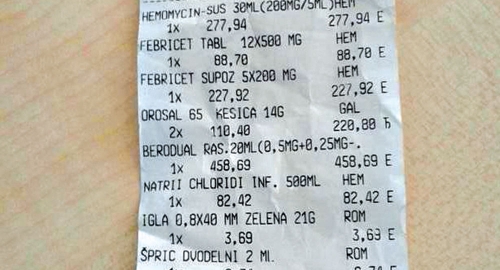 HEMOMYCIN-SUS 30ML(200MG/5ML)HEM
1x 277,94 277,94 E
FEBRICET TABL 12X500 MG HEM
1x 88,70 88,70 E
FEBRICET SUPOZ 5X200 MG HEM
1x 227,92 227,92 E
OROSAL 65 KESICA 14G GAL
2x 110,40 220,80 Ђ
BERODUAL RAS.20ML(0,5MG+0,25MG-.
1x 458,69 458,69 E
NATRII CHLORIDI INF. 500ML HEM
1x 82,42 82,42 E
IGLA 0,8X40 MM ZELENA 21G ROM
1x 3,69 3,69 E
ŠPRIC DVODELNI 2 Ml. ROM
1x